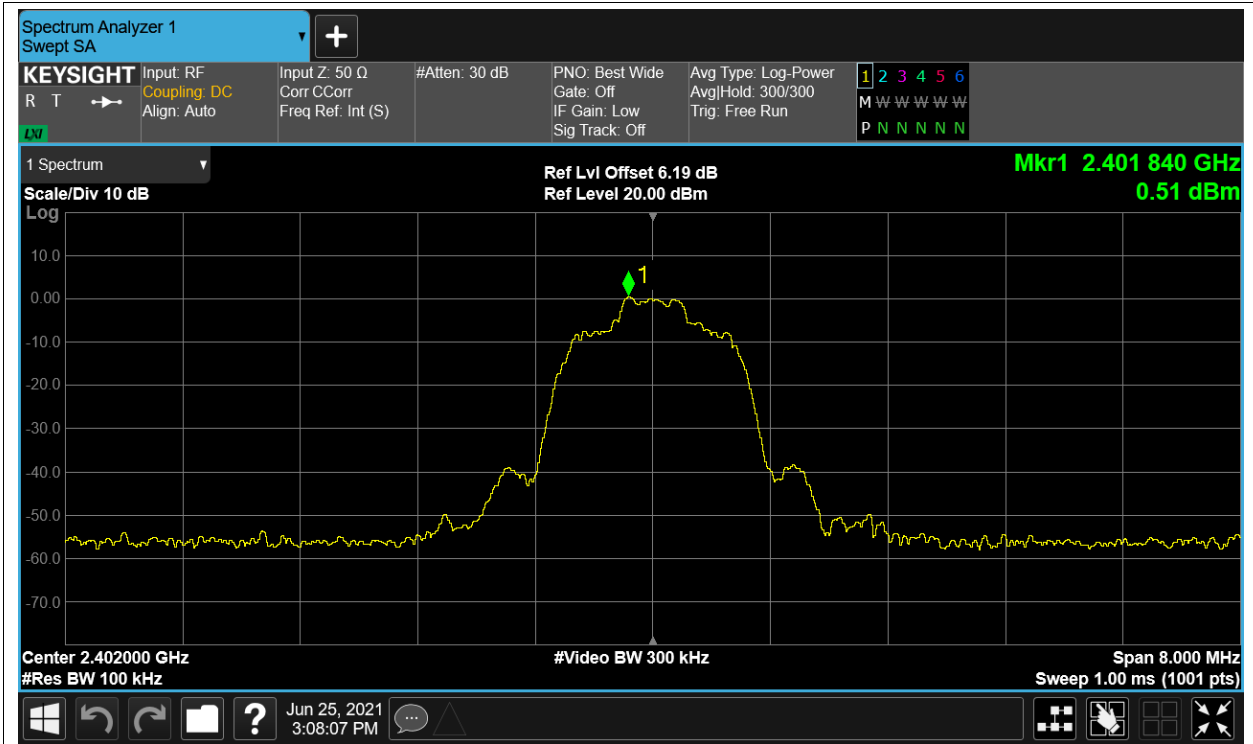 Spectrum Analyzer 1
Swept SA
KEYSIGHT
R T
LXI
Input: RF
Coupling: DC
Align: Auto
Input Z: 50 Ω
Corr CCorr
Freq Ref: Int (S)
#Atten: 30 dB
PNO: Best Wide
Gate: Off
IF Gain: Low
Sig Track: Off
Avg Type: Log-Power
Avg|Hold: 300/300
Trig: Free Run
1 2 3 4 5 6
M W W W W W
P N N N N N
1 Spectrum
Scale/Div 10 dB
Log
Ref Lvl Offset 6.19 dB
Ref Level 20.00 dBm
Mkr1 2.401 840 GHz
0.51 dBm
1
10.0
0.00
-10.0
-20.0
-30.0
-40.0
-50.0
-60.0
-70.0
Center 2.402000 GHz
#Res BW 100 kHz
#Video BW 300 kHz
Span 8.000 MHz
Sweep 1.00 ms (1001 pts)
?
Jun 25, 2021
3:08:07 PM